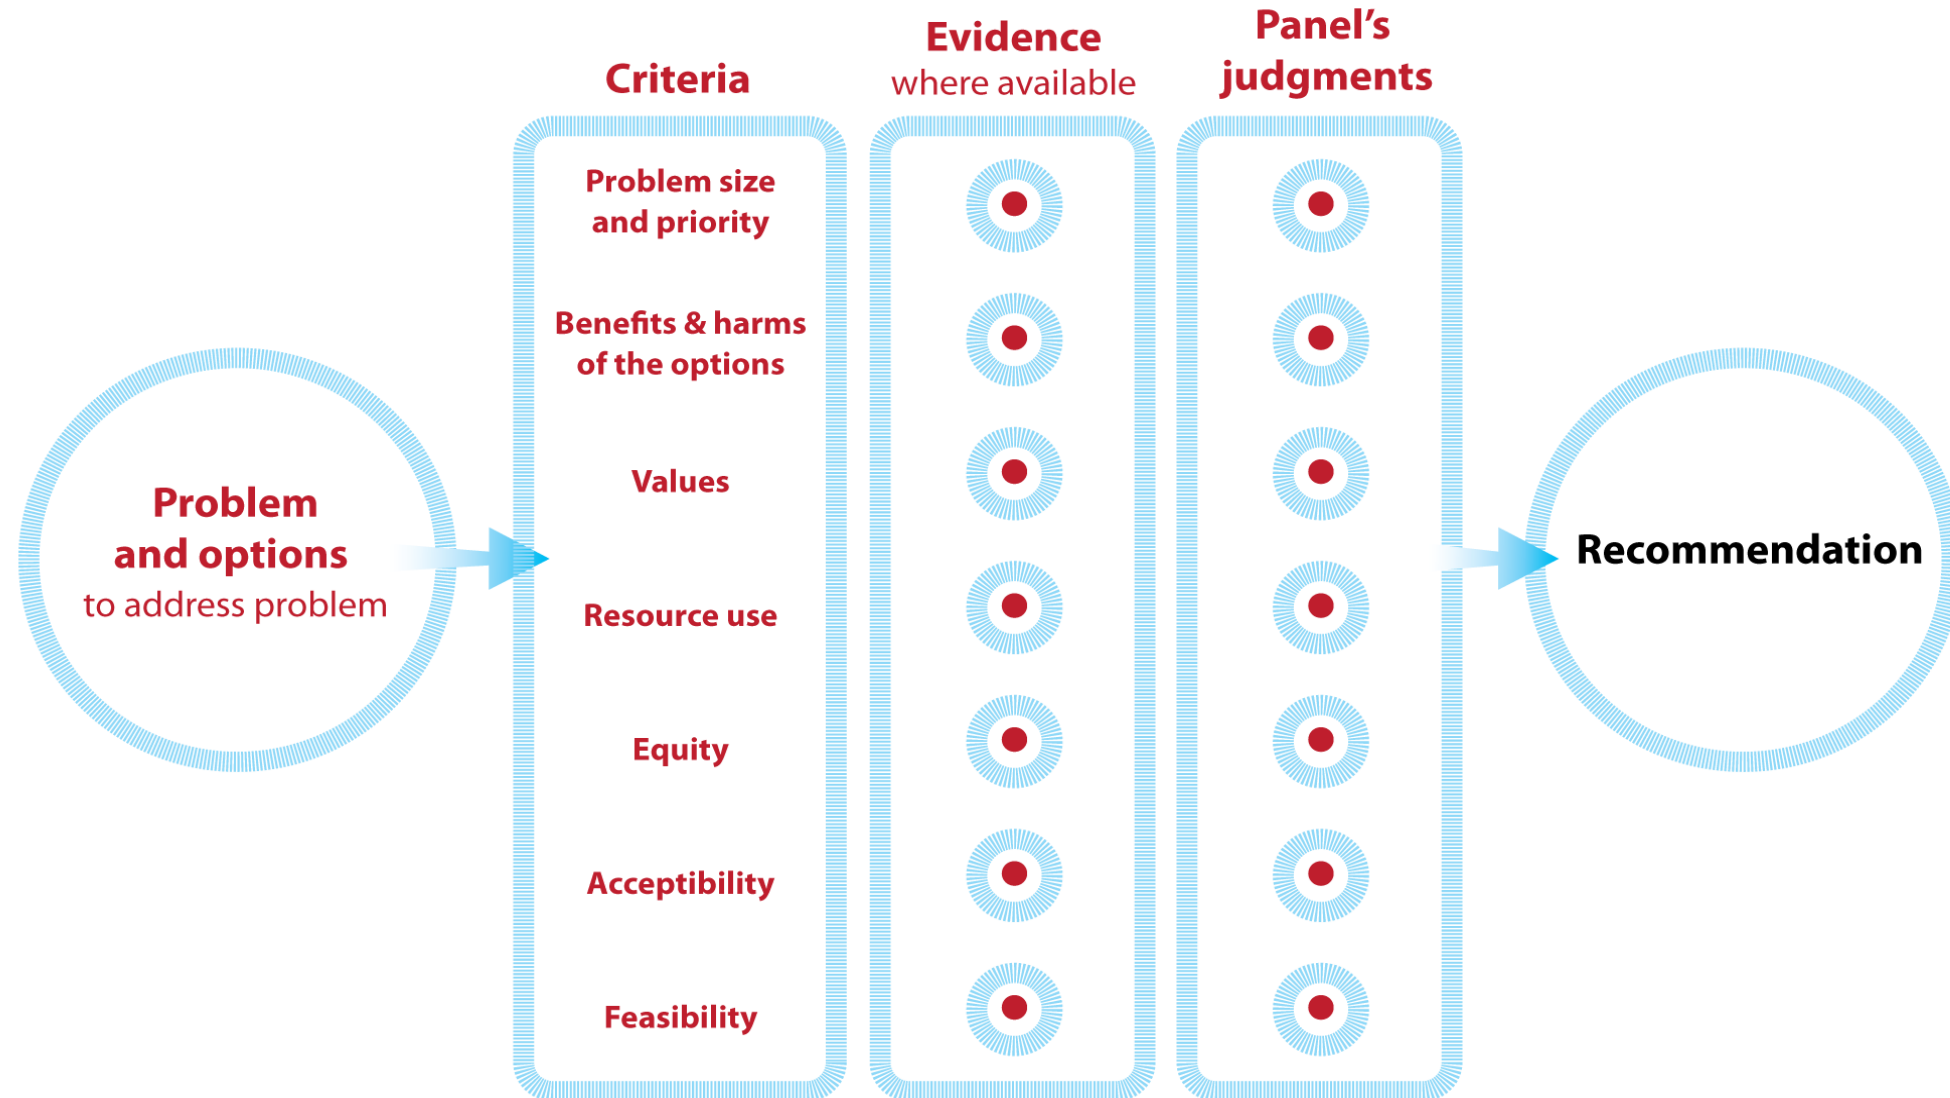 Problem
and options
to address problem
Criteria
Problem size
and priority
Benefits & harms
of the options
Values
Resource use
Equity
Acceptibility
Feasibility
Evidence
where available
Panel’s
judgments
Recommendation